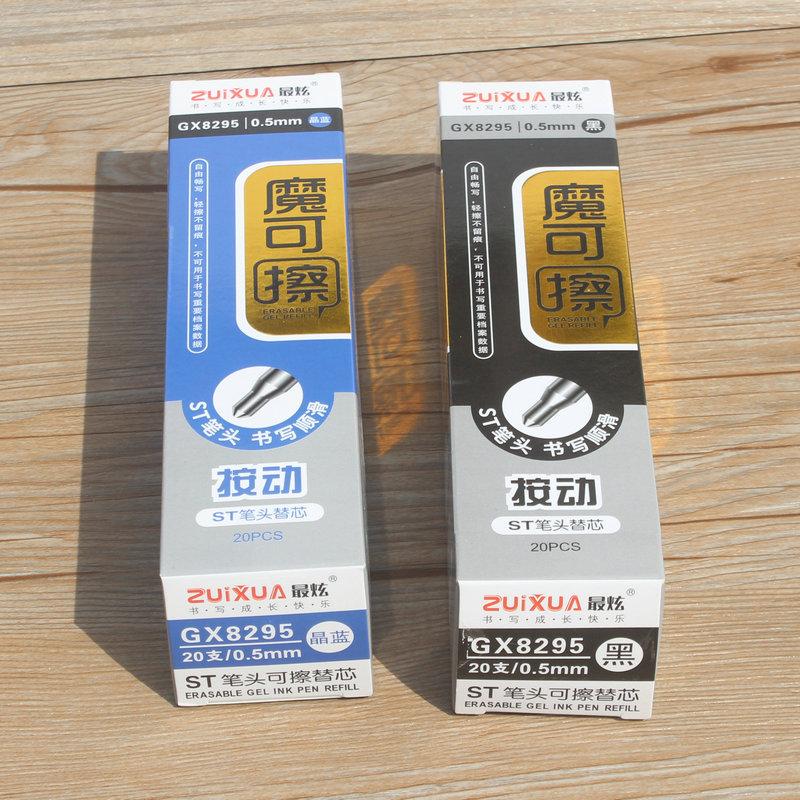 ZUiXUA 最炫®
书·写·成·长·快·乐
GX8295|0.5mm 晶蓝
自由畅写，轻擦不留痕，不可用于书写重要档案数据
魔可擦
ERASABLE
GEL REFILL
ST笔头 书写顺滑
按动
ST笔头替芯
20PCS
ZUiXUA 最炫®
书·写·成·长·快·乐
GX8295
20支/0.5mm
晶蓝
ST 笔头可擦替芯
ERASABLE GEL INK PEN REFILL
ZUiXUA 最炫®
书·写·成·长·快·乐
GX8295|0.5mm 黑
自由畅写，轻擦不留痕，不可用于书写重要档案数据
魔可擦
ERASABLE
GEL REFILL
ST笔头 书写顺滑
按动
ST笔头替芯
20PCS
ZUiXUA 最炫®
书·写·成·长·快·乐
GX8295
20支/0.5mm
黑
ST 笔头可擦替芯
ERASABLE GEL INK PEN REFILL